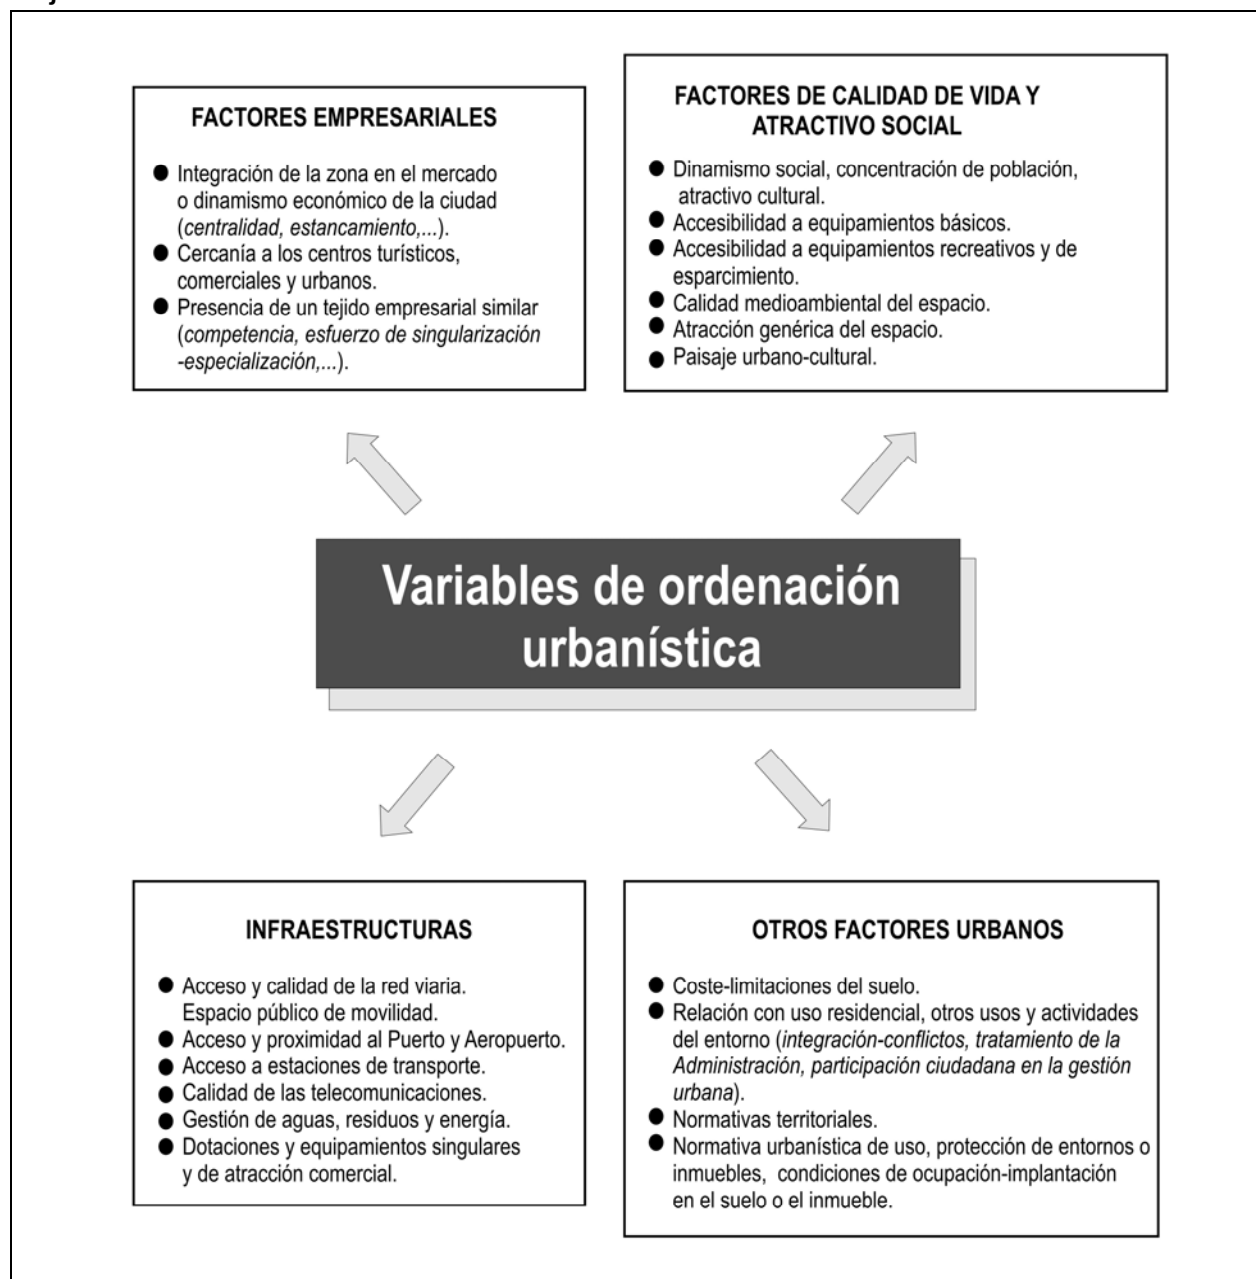 FACTORES EMPRESARIALES
● Integración de la zona en el mercado
o dinamismo económico de la ciudad
(centralidad, estancamiento,...).
● Cercanía a los centros turísticos,
comerciales y urbanos.
● Presencia de un tejido empresarial similar
(competencia, esfuerzo de singularización
-especialización,...).
FACTORES DE CALIDAD DE VIDA Y
ATRACTIVO SOCIAL
● Dinamismo social, concentración de población,
atractivo cultural.
● Accesibilidad a equipamientos básicos.
● Accesibilidad a equipamientos recreativos y de
esparcimiento.
● Calidad medioambiental del espacio.
● Atracción genérica del espacio.
● Paisaje urbano-cultural.
Variables de ordenación
urbanística
INFRAESTRUCTURAS
● Acceso y calidad de la red viaria.
Espacio público de movilidad.
● Acceso y proximidad al Puerto y Aeropuerto.
● Acceso a estaciones de transporte.
● Calidad de las telecomunicaciones.
● Gestión de aguas, residuos y energía.
● Dotaciones y equipamientos singulares
y de atracción comercial.
OTROS FACTORES URBANOS
● Coste-limitaciones del suelo.
● Relación con uso residencial, otros usos y actividades
del entorno (integración-conflictos, tratamiento de la
Administración, participación ciudadana en la gestión
urbana).
● Normativas territoriales.
● Normativa urbanística de uso, protección de entornos o
inmuebles, condiciones de ocupación-implantación
en el suelo o el inmueble.